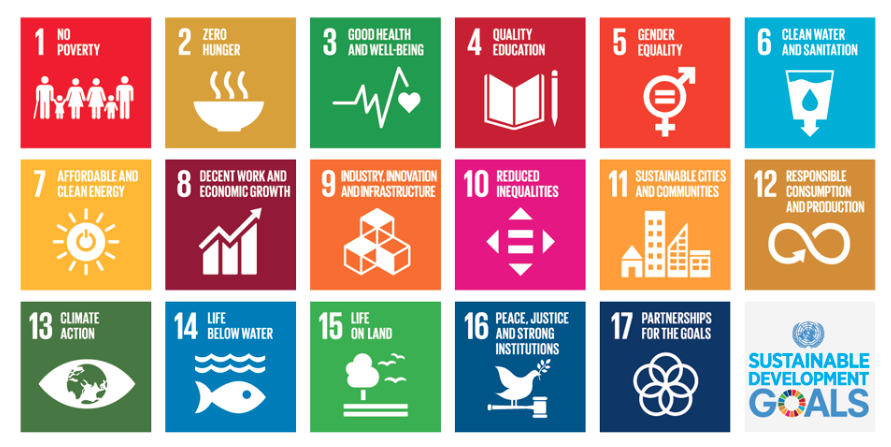 1 NO
POVERTY
2 ZERO
HUNGER
3 GOOD HEALTH
AND WELL-BEING
4 QUALITY
EDUCATION
5 GENDER
EQUALITY
6 CLEAN WATER
AND SANITATION
7 AFFORDABLE AND
CLEAN ENERGY
8 DECENT WORK AND
ECONOMIC GROWTH
9 INDUSTRY, INNOVATION
AND INFRASTRUCTURE
10 REDUCED
INEQUALITIES
11 SUSTAINABLE CITIES
AND COMMUNITIES
12 RESPONSIBLE
CONSUMPTION
AND PRODUCTION
13 CLIMATE
ACTION
14 LIFE
BELOW WATER
15 LIFE
ON LAND
16 PEACE, JUSTICE
AND STRONG
INSTITUTIONS
17 PARTNERSHIPS
FOR THE GOALS
SUSTAINABLE
DEVELOPMENT
GOALS